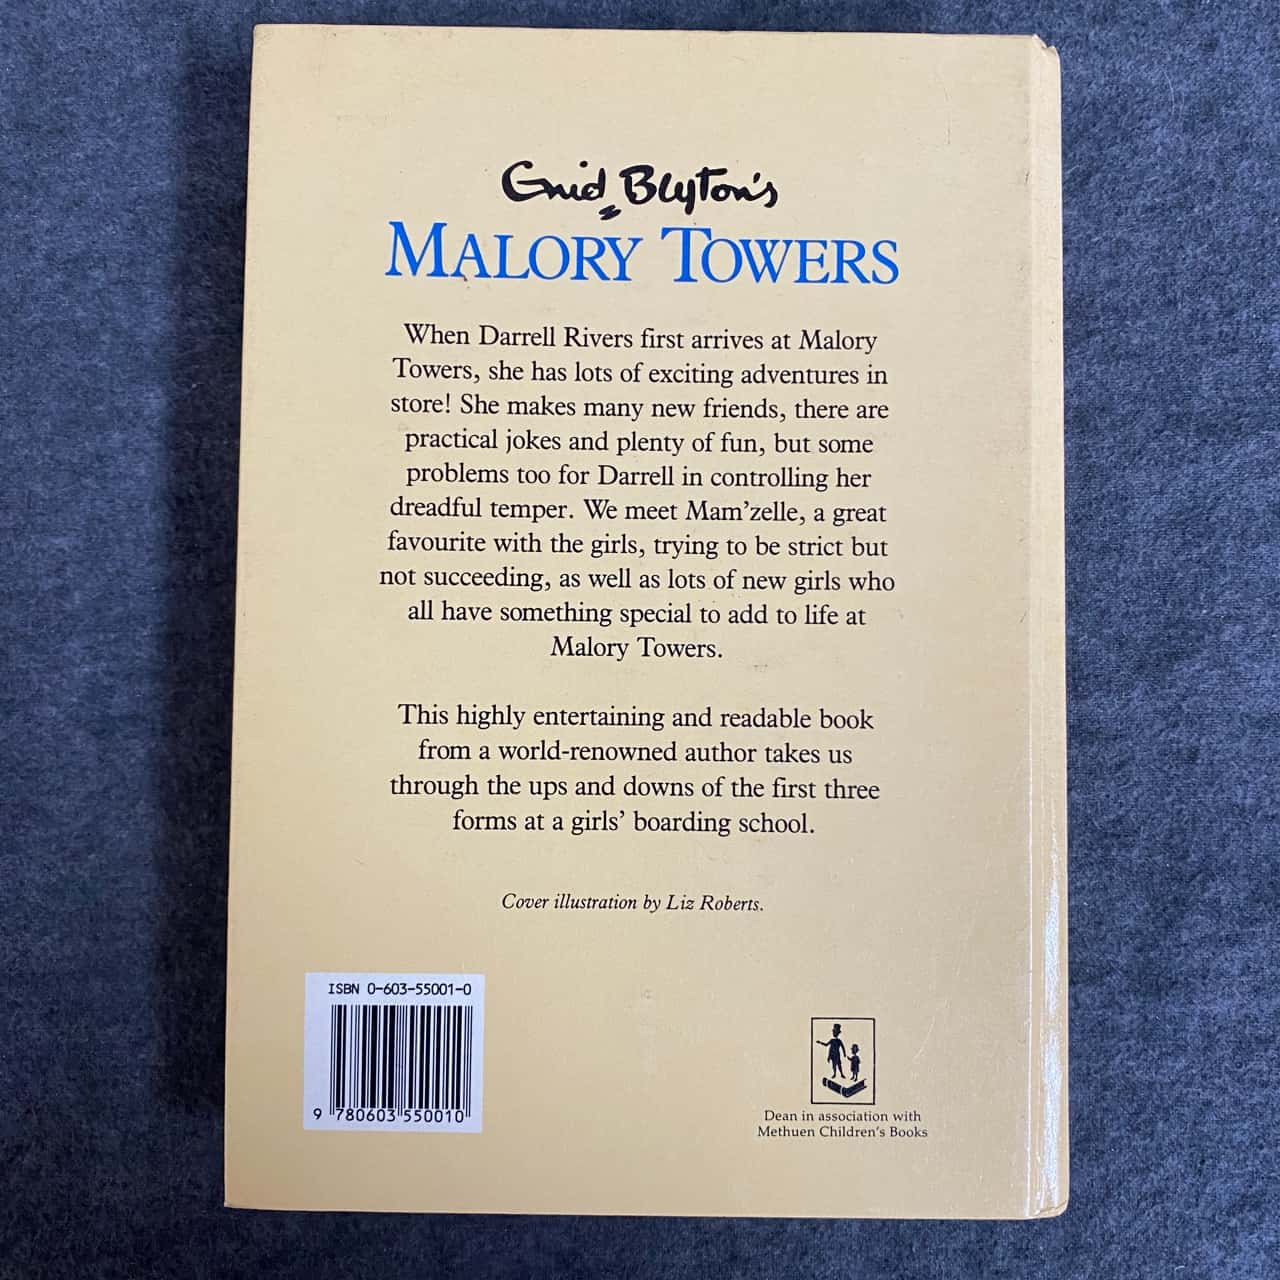 Enid Blyton's
MALORY TOWERS
When Darrell Rivers first arrives at Malory
Towers, she has lots of exciting adventures in
store! She makes many new friends, there are
practical jokes and plenty of fun, but some
problems too for Darrell in controlling her
dreadful temper. We meet Mam'zelle, a great
favourite with the girls, trying to be strict but
not succeeding, as well as lots of new girls who
all have something special to add to life at
Malory Towers.
This highly entertaining and readable book
from a world-renowned author takes us
through the ups and downs of the first three
forms at a girls' boarding school.
Cover illustration by Liz Roberts.
ISBN 0-603-55001-0
9 780603 550010
Dean in association with
Methuen Children's Books